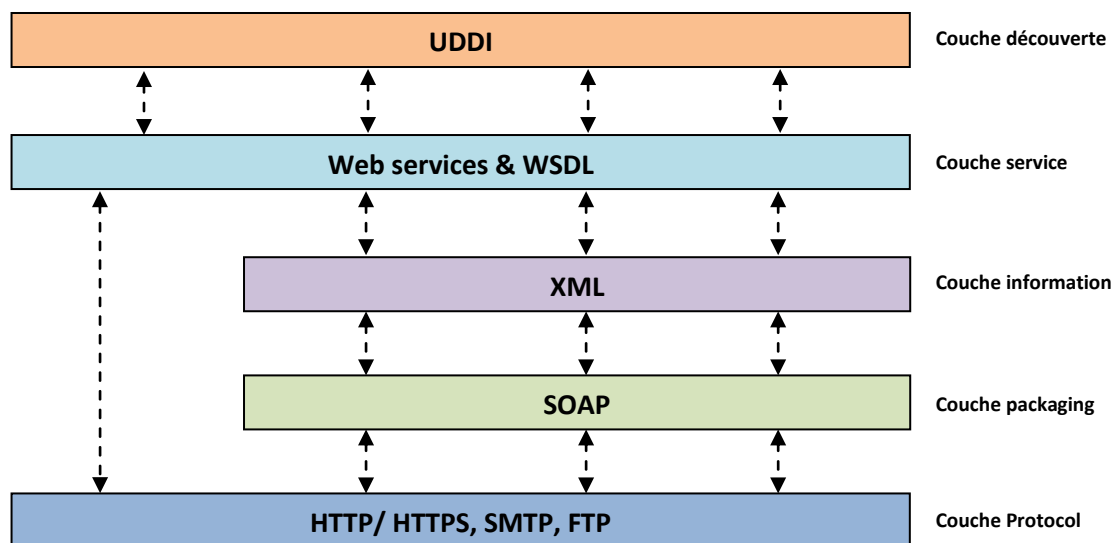 UDDI
Couche découverte
Web services & WSDL
Couche service
XML
Couche information
SOAP
Couche packaging
HTTP/ HTTPS, SMTP, FTP
Couche Protocol